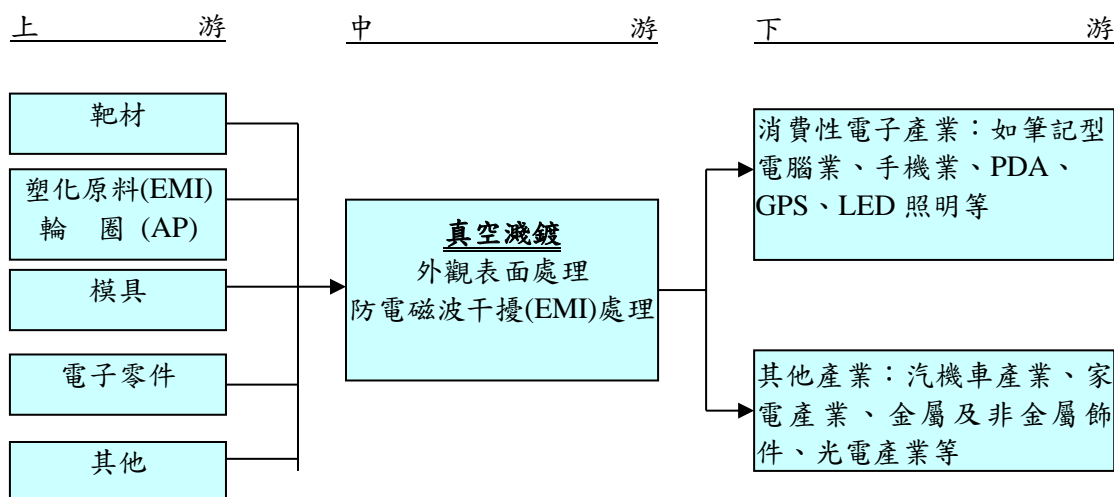 上 游
中 游
下 游
靶材
塑化原料(EMI)
輪 圈 (AP)
模具
電子零件
其他
真空濺鍍
外觀表面處理
防電磁波干擾(EMI)處理
消費性電子產業：如筆記型
電腦業、手機業、PDA、
GPS、LED 照明等
其他產業：汽機車產業、家
電產業、金屬及非金屬飾
件、光電產業等